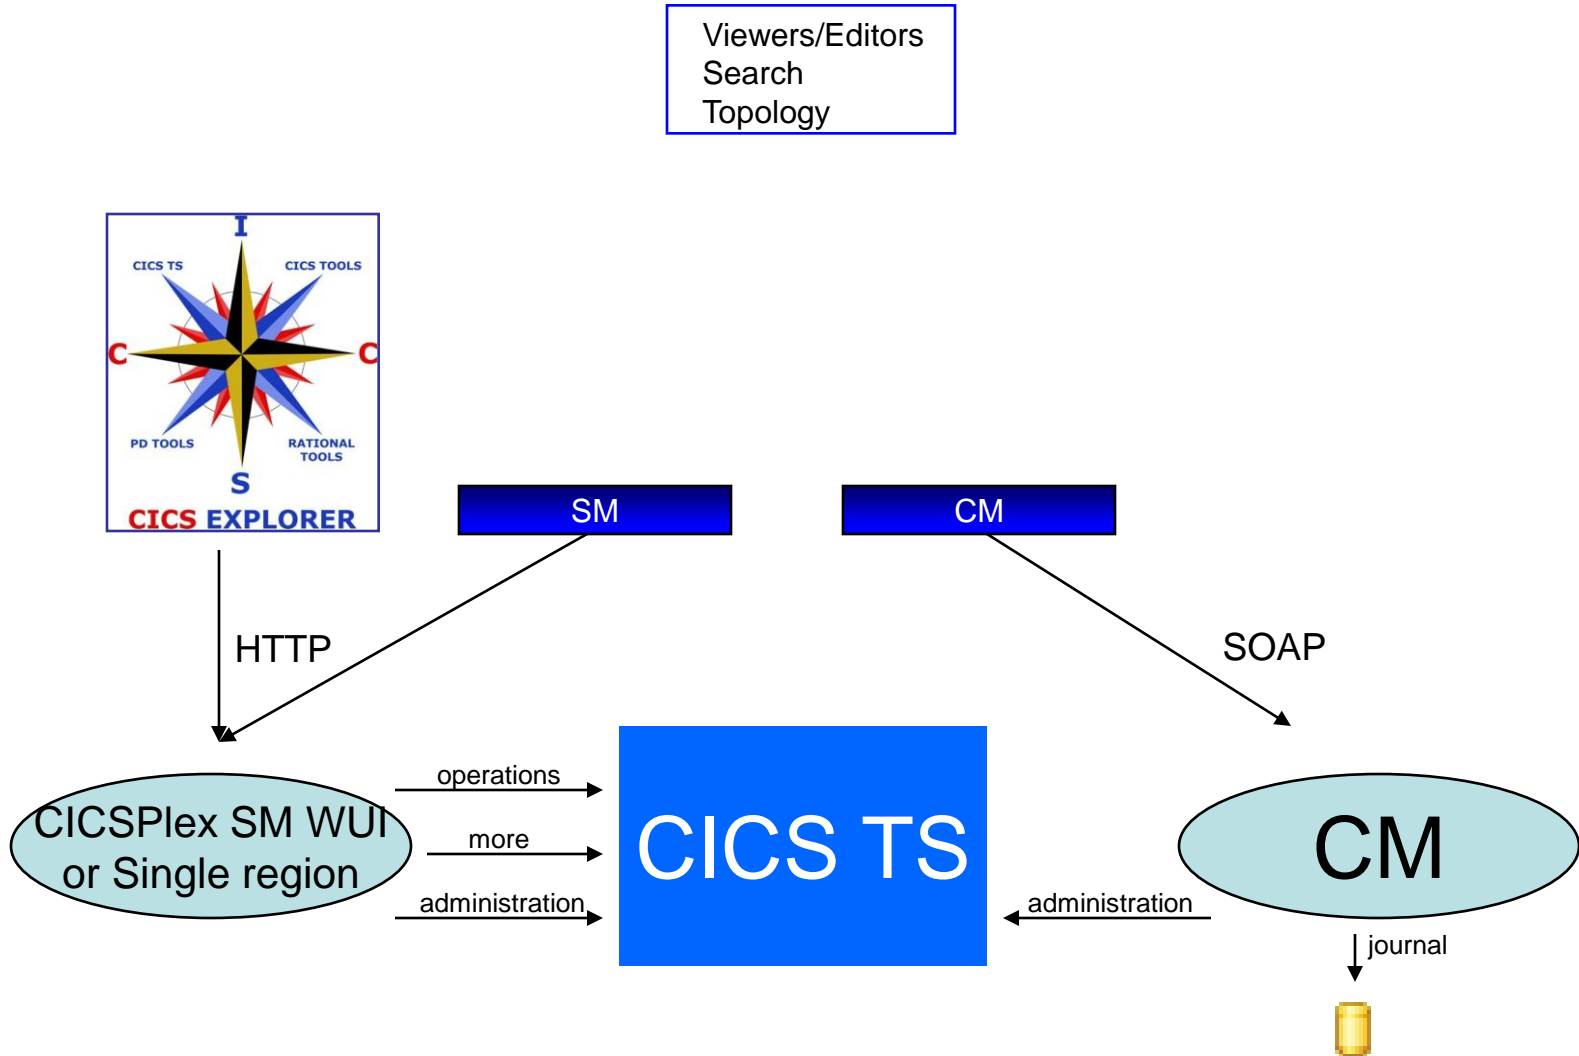 Viewers/Editors
Search
Topology
I
CICS TS
CICS TOOLS
C
C
PD TOOLS
RATIONAL
TOOLS
S
CICS EXPLORER
SM
CM
HTTP
SOAP
CICSPlex SM WUI
or Single region
operations
more
administration
CICS TS
administration
CM
journal